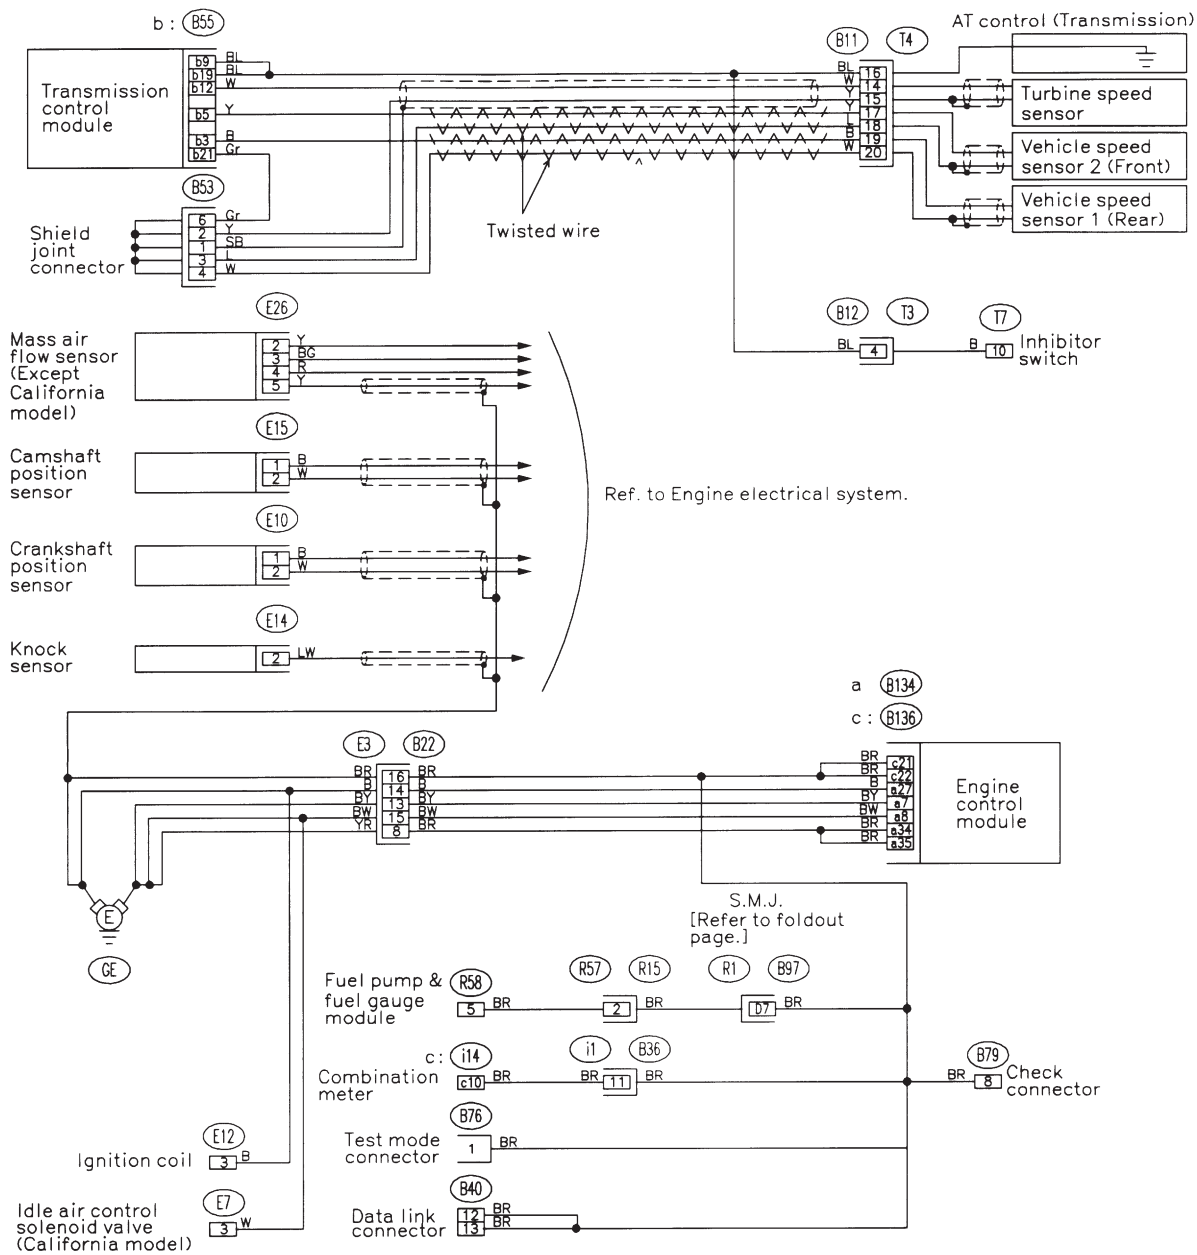 b : B55
AT control (Transmission)
B11 T4
Transmission
control
module
b9 BL
b19 BL
b12 W
b5 Y
b3 B
b21 Gr
BL 16
W 14
Y 15
Y 17
L 18
B 19
W 20
Turbine speed
sensor
Vehicle speed
sensor 2 (Front)
Vehicle speed
sensor 1 (Rear)
B53
Shield
joint
connector
6 Gr
2 Y
1 SB
3 L
4 W
Twisted wire
B12 T3 T7
BL 4 B 10
Inhibitor
switch
E26
Mass air
flow sensor
(Except
California
model)
2 Y
3 BG
4 R
5 Y
E15
Camshaft
position
sensor
1 B
2 W
Ref. to Engine electrical system.
E10
Crankshaft
position
sensor
1 B
2 W
E14
Knock
sensor
2 LW
a B134
c : B136
E3 B22
BR 16 BR
B 14 B
BY 13 BY
BW 15 BW
YR 8 BR
BR c21
BR c22
B a27
BY a7
BW a8
BR a34
BR a35
Engine
control
module
E
GE
S.M.J.
[Refer to foldout
page.]
Fuel pump &
fuel gauge
module
R58 R57 R15 R1 B97
5 BR 2 BR D7 BR
c : i14 i1 B36
Combination
meter
c10 BR BR 11 BR
B79
BR 8
Check
connector
B76
Test mode
connector
1 BR
E12
Ignition coil
3 B
B40
Data link
connector
12 BR
13 BR
E7
Idle air control
solenoid valve
(California model)
3 W